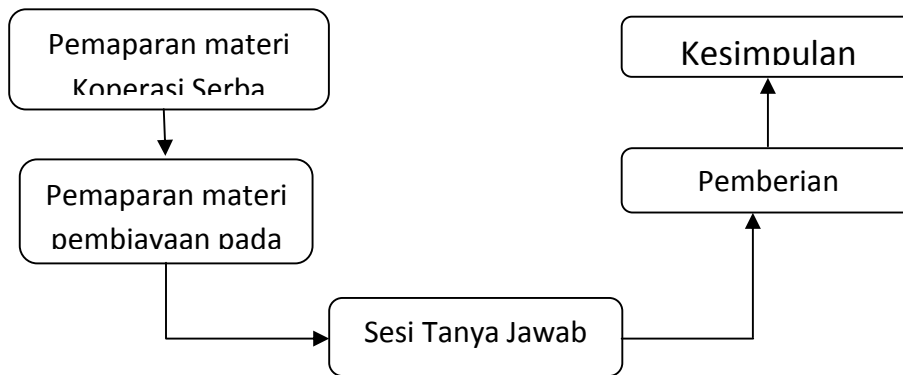 Pemaparan materi
Koperasi Serba
Pemaparan materi
pembiayaan pada
Sesi Tanya Jawab
Pemberian
Kesimpulan